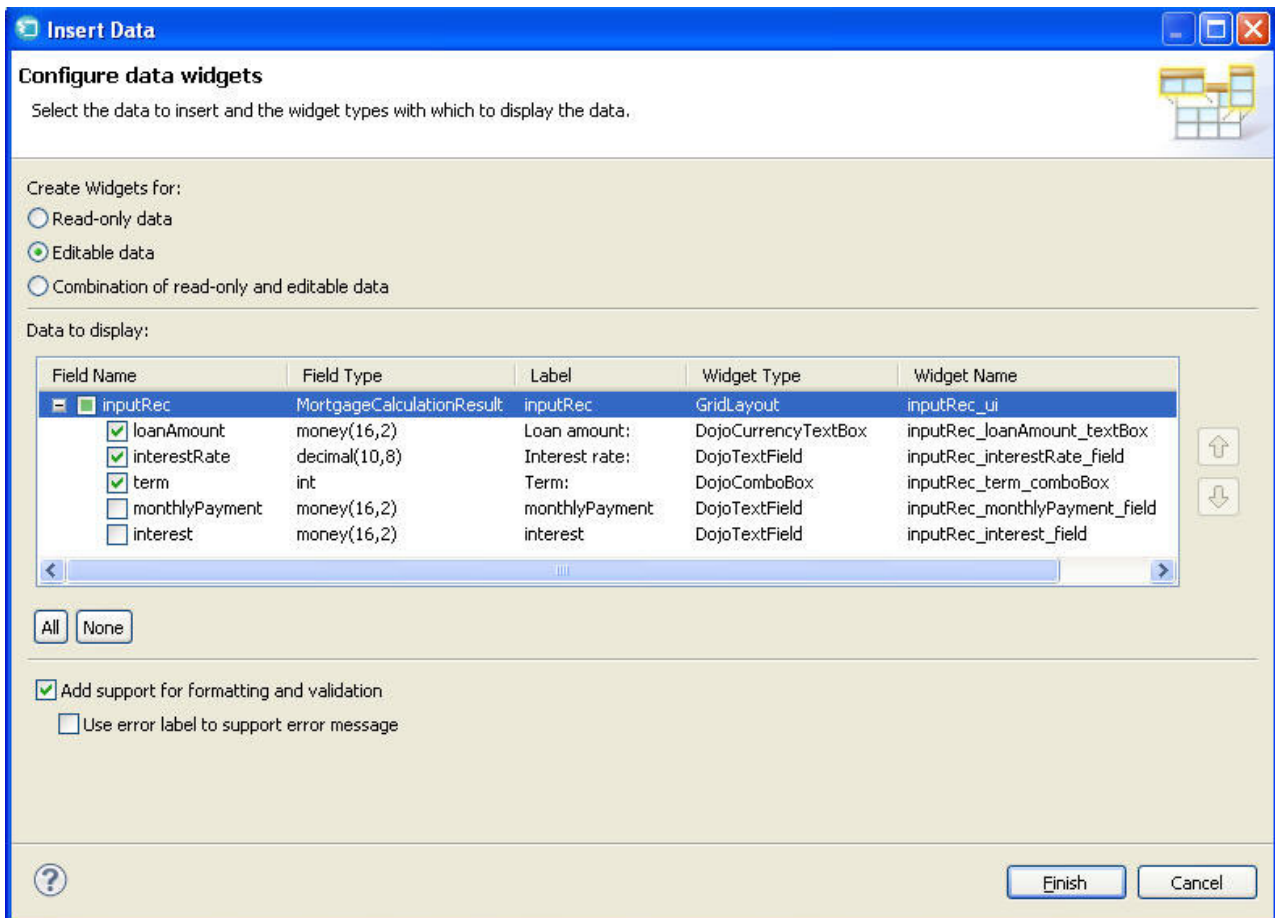 Insert Data
Configure data widgets
Select the data to insert and the widget types with which to display the data.
Create Widgets for:
Read-only data
Editable data
Combination of read-only and editable data
Data to display:
Field Name Field Type Label Widget Type Widget Name
inputRec MortgageCalculationResult inputRec GridLayout inputRec_ui
loanAmount money(16,2) Loan amount: DojoCurrencyTextBox inputRec_loanAmount_textBox
interestRate decimal(10,8) Interest rate: DojoTextField inputRec_interestRate_field
term int Term: DojoComboBox inputRec_term_comboBox
monthlyPayment money(16,2) monthlyPayment DojoTextField inputRec_monthlyPayment_field
interest money(16,2) interest DojoTextField inputRec_interest_field
All None
Add support for formatting and validation
Use error label to support error message
? Finish Cancel